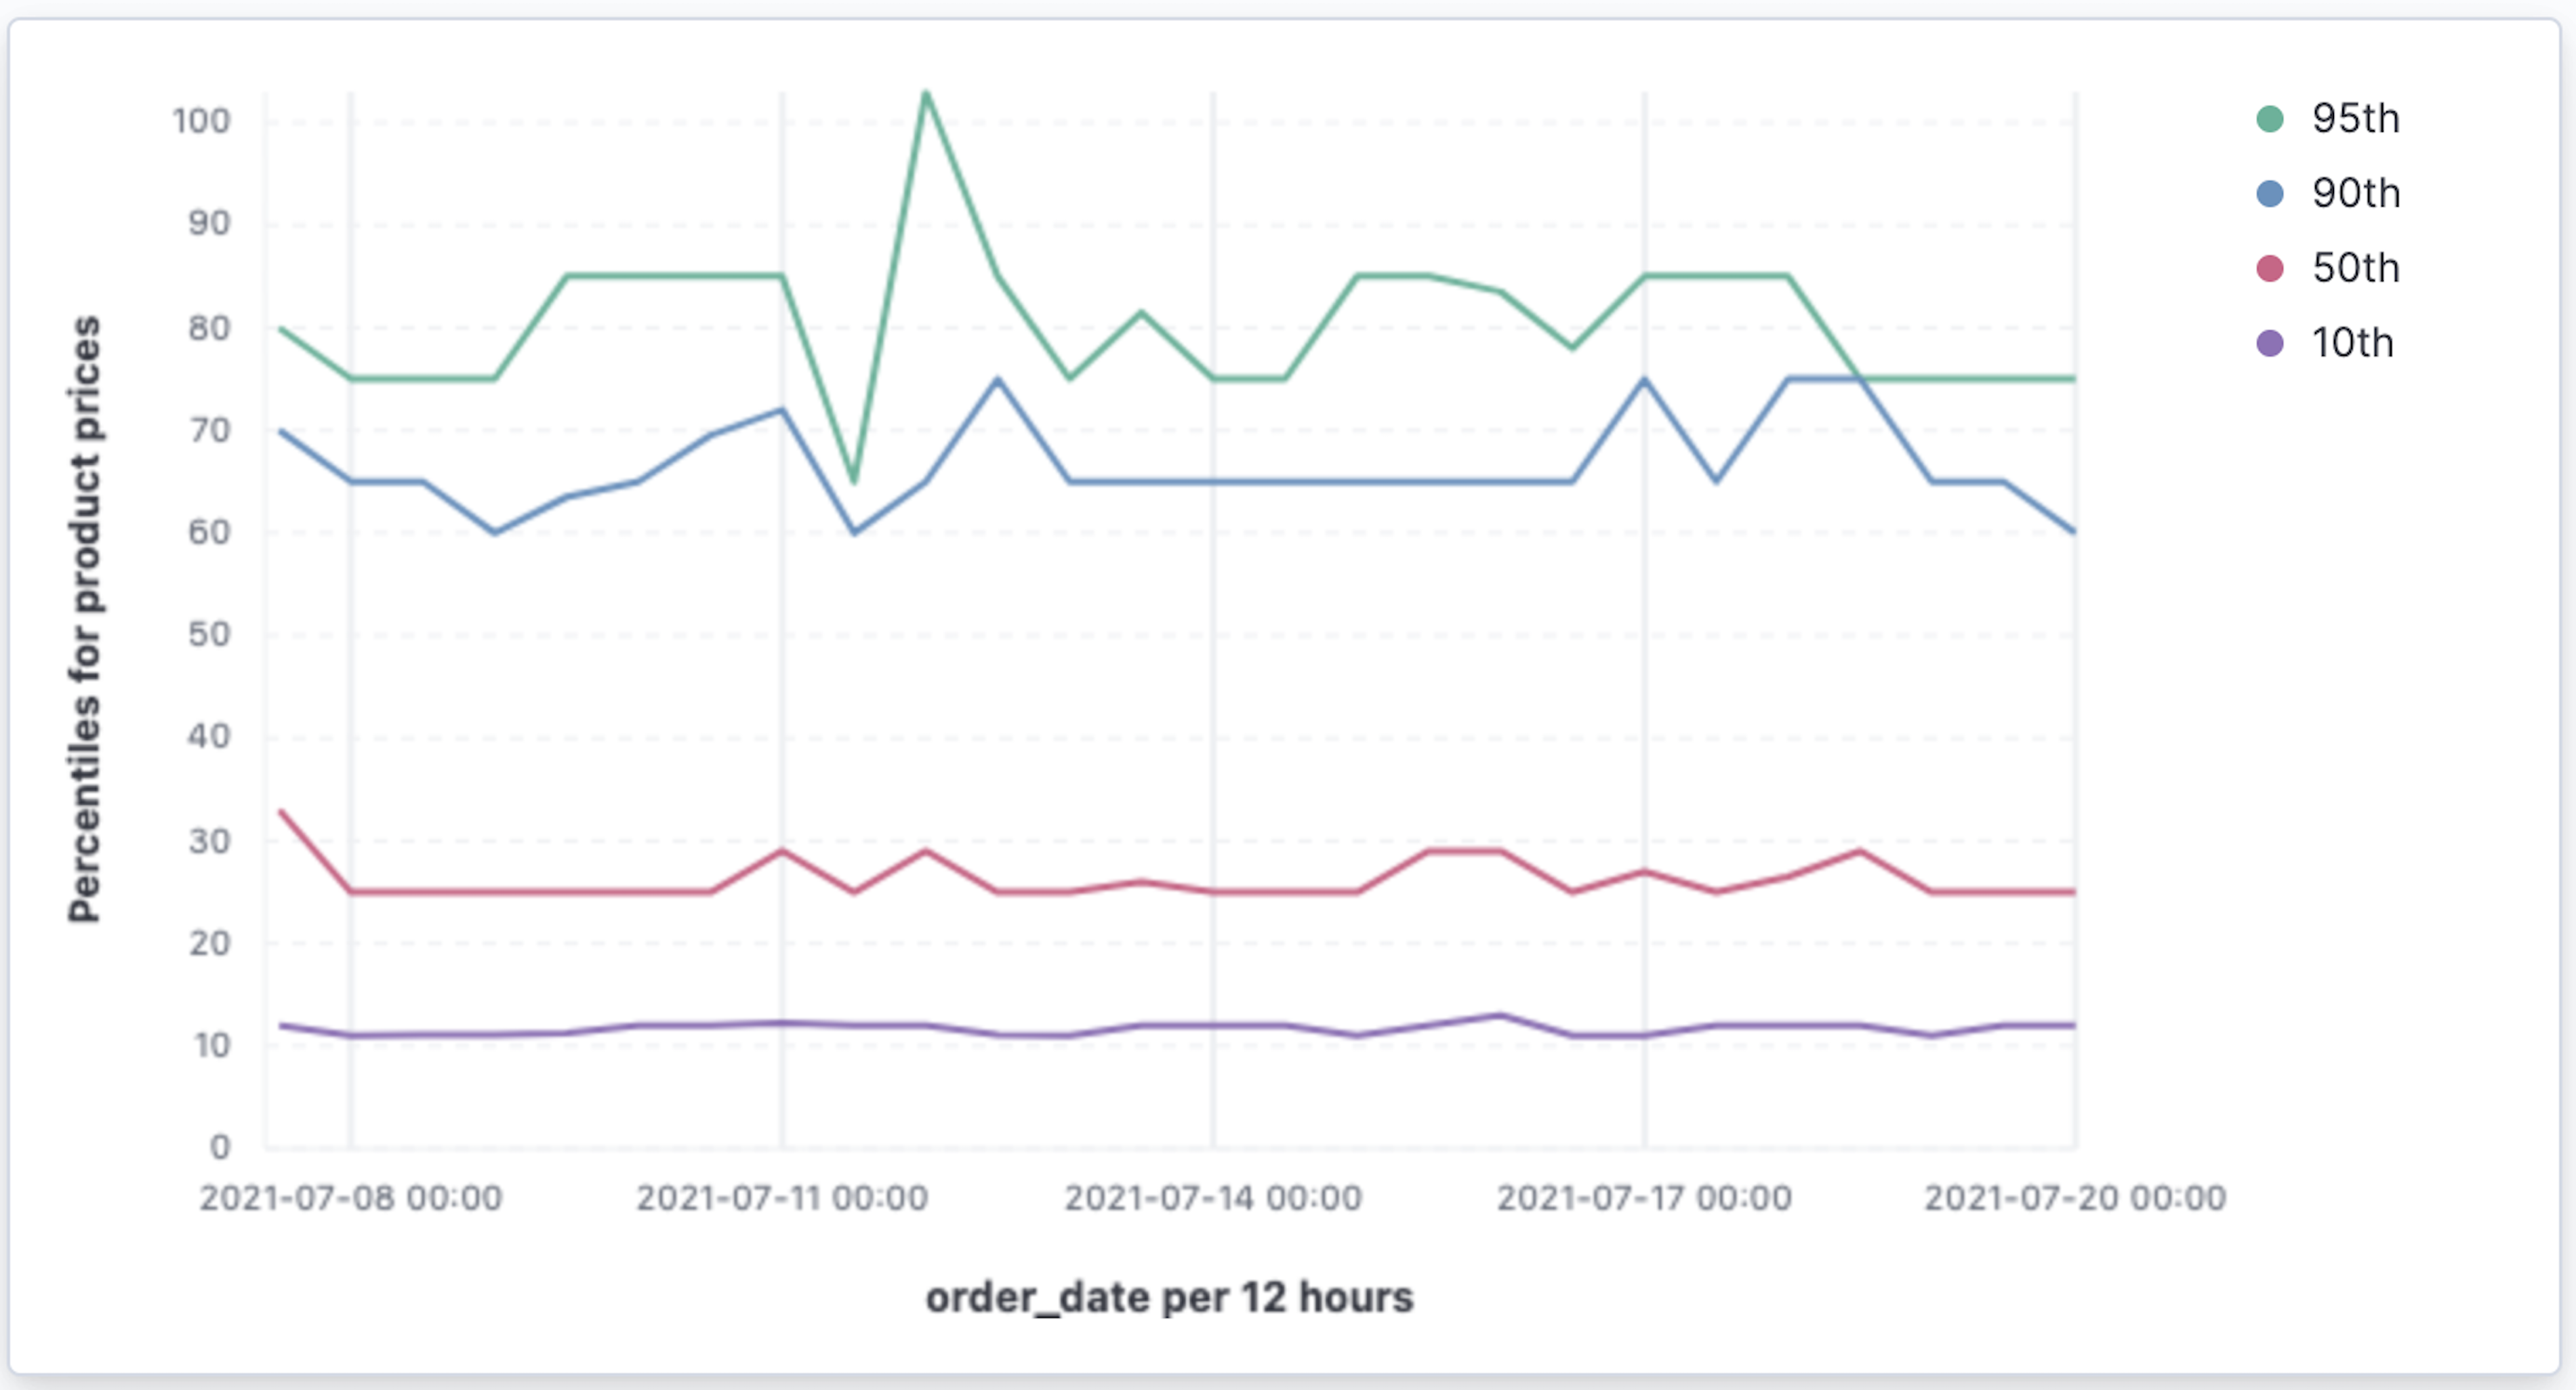 Percentiles for product prices
100
90
80
70
60
50
40
30
20
10
0
2021-07-08 00:00
2021-07-11 00:00
2021-07-14 00:00
2021-07-17 00:00
2021-07-20 00:00
order_date per 12 hours
95th
90th
50th
10th